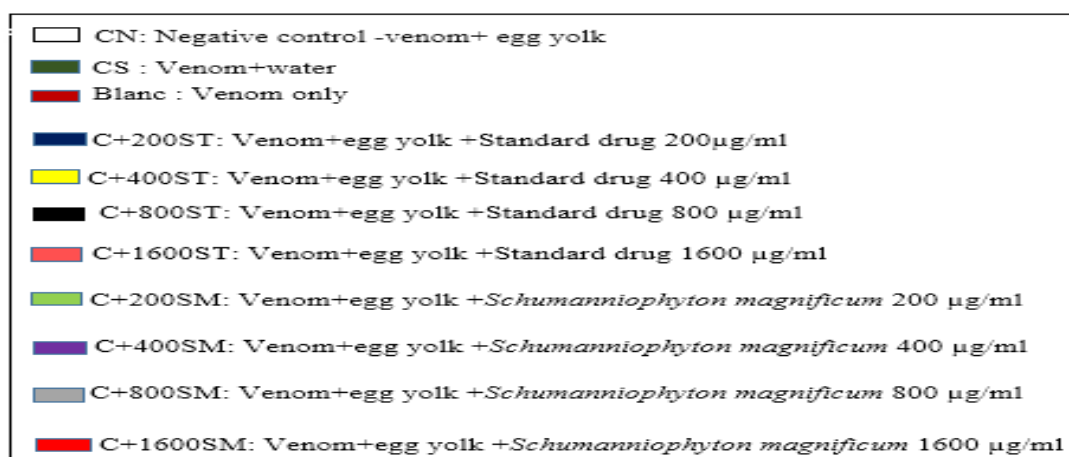 CN: Negative control -venom+ egg yolk
CS : Venom+water
Blanc : Venom only
C+200ST: Venom+egg yolk +Standard drug 200µg/ml
C+400ST: Venom+egg yolk +Standard drug 400 µg/ml
C+800ST: Venom+egg yolk +Standard drug 800 µg/ml
C+1600ST: Venom+egg yolk +Standard drug 1600 µg/ml
C+200SM: Venom+egg yolk +Schumanniophyton magnificum 200 µg/ml
C+400SM: Venom+egg yolk +Schumanniophyton magnificum 400 µg/ml
C+800SM: Venom+egg yolk +Schumanniophyton magnificum 800 µg/ml
C+1600SM: Venom+egg yolk +Schumanniophyton magnificum 1600 µg/ml